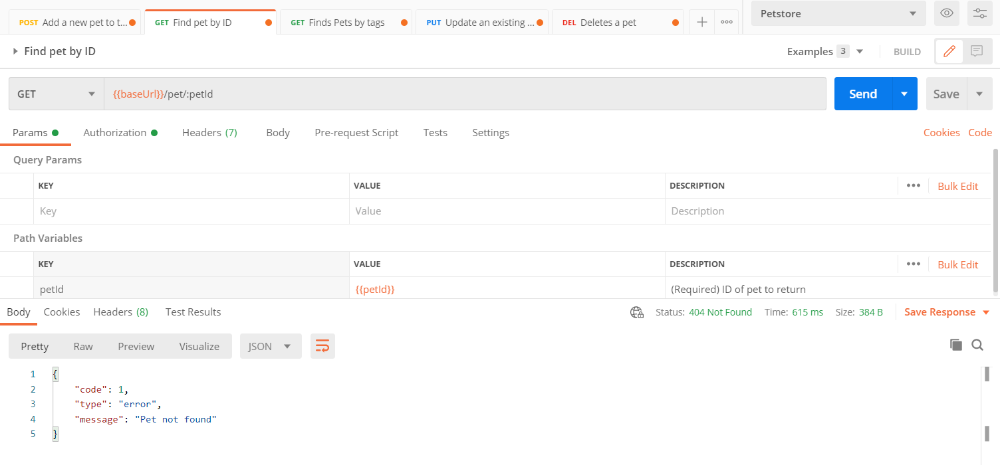 POST Add a new pet to t... GET Find pet by ID GET Finds Pets by tags PUT Update an existing ... DEL Deletes a pet Petstore
Find pet by ID Examples 3 BUILD
GET {{baseUrl}}/pet/:petId Send Save
Params Authorization Headers (7) Body Pre-request Script Tests Settings Cookies Code
Query Params
KEY VALUE DESCRIPTION Bulk Edit
Key Value Description
Path Variables
KEY VALUE DESCRIPTION Bulk Edit
petId {{petId}} (Required) ID of pet to return
Body Cookies Headers (8) Test Results Status: 404 Not Found Time: 615 ms Size: 384 B Save Response
Pretty Raw Preview Visualize JSON
1 {
2 "code": 1,
3 "type": "error",
4 "message": "Pet not found"
5 }